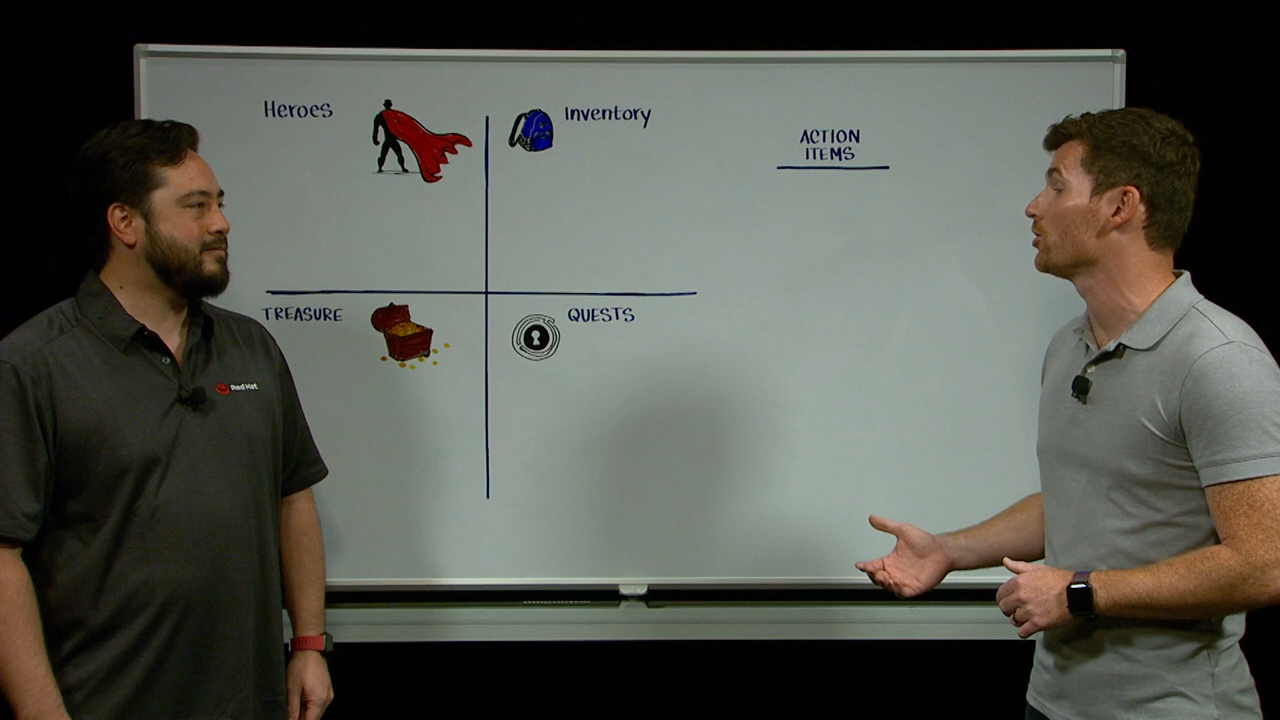 Heroes
Inventory
ACTION
ITEMS
TREASURE
QUESTS
Red Hat